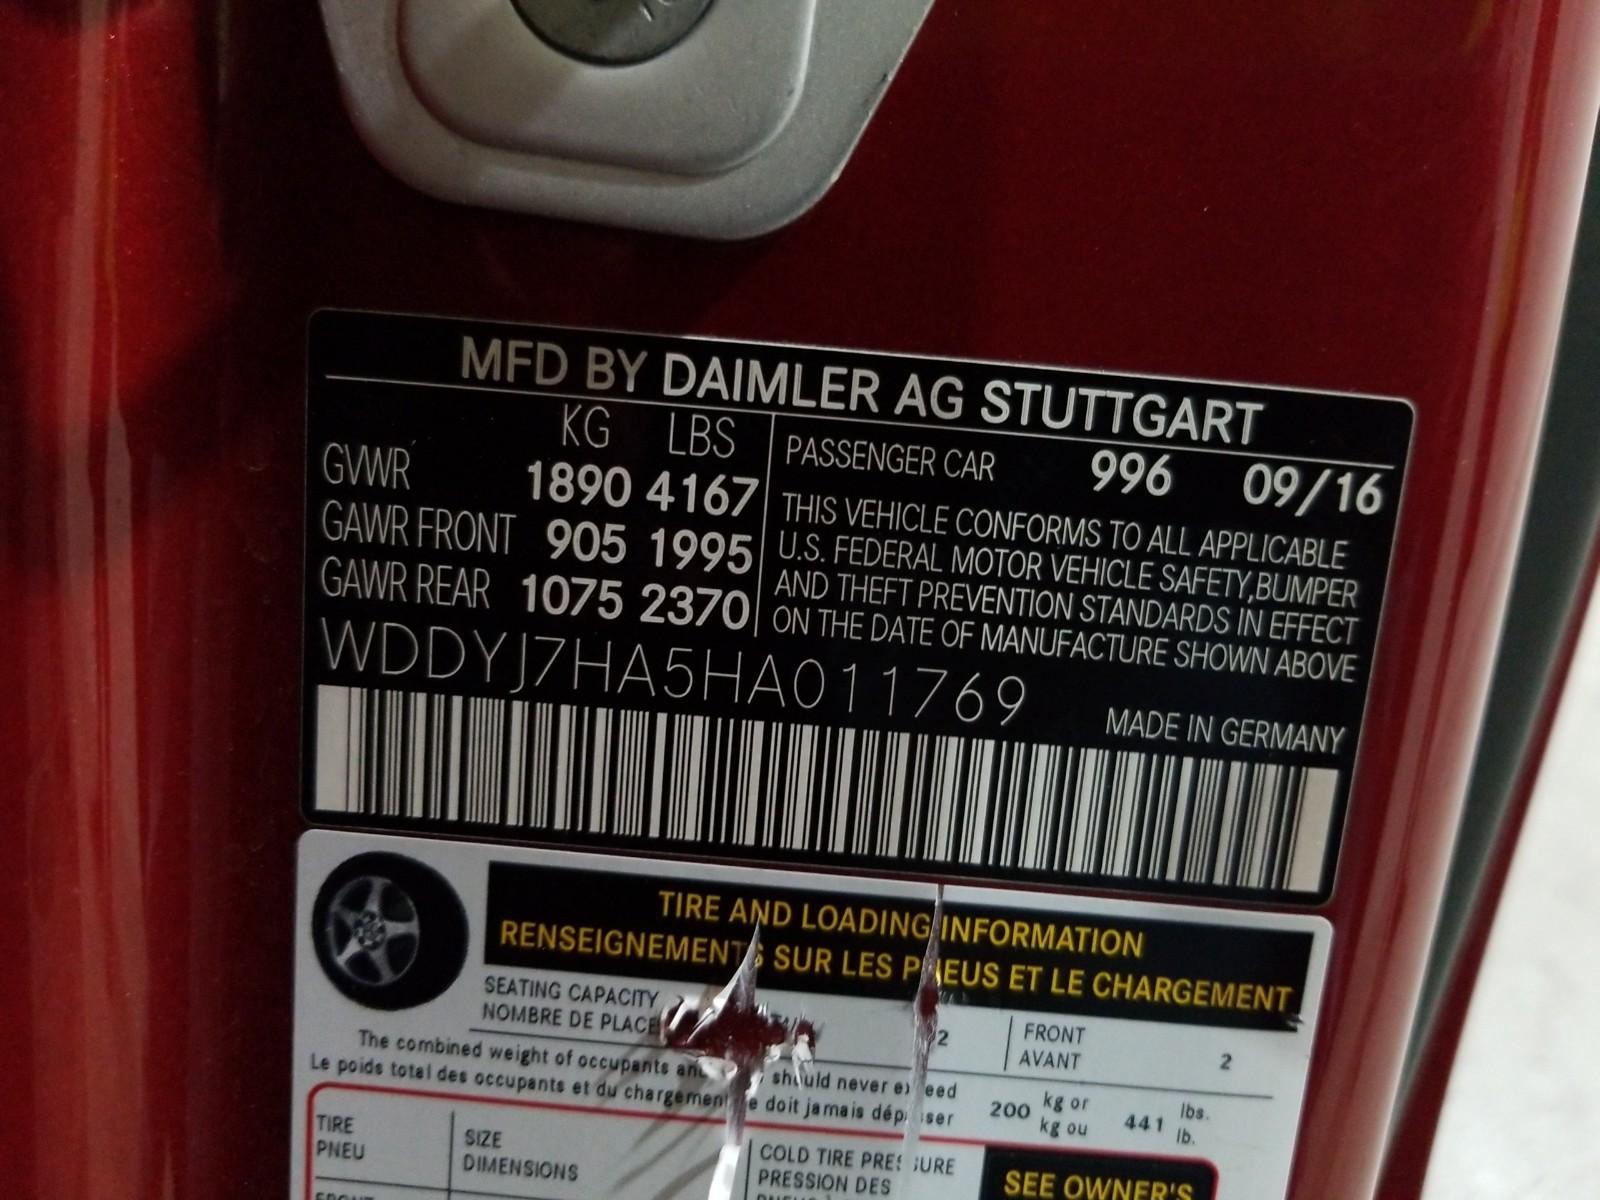 MFD BY DAIMLER AG STUTTGART
KG LBS
GVWR 1890 4167
GAWR FRONT 905 1995
GAWR REAR 1075 2370
PASSENGER CAR 996 09/16
THIS VEHICLE CONFORMS TO ALL APPLICABLE
U.S. FEDERAL MOTOR VEHICLE SAFETY,BUMPER
AND THEFT PREVENTION STANDARDS IN EFFECT
ON THE DATE OF MANUFACTURE SHOWN ABOVE
WDDYJ7HA5HA011769
MADE IN GERMANY
TIRE AND LOADING INFORMATION
RENSEIGNEMENTS SUR LES PNEUS ET LE CHARGEMENT
SEATING CAPACITY
NOMBRE DE PLACE
2
FRONT
AVANT
2
The combined weight of occupants and should never exceed
Le poids total des occupants et du chargement ne doit jamais dépasser
200 kg or
kg ou
441 lbs.
lb.
TIRE
PNEU
SIZE
DIMENSIONS
COLD TIRE PRESSURE
PRESSION DES
SEE OWNER'S